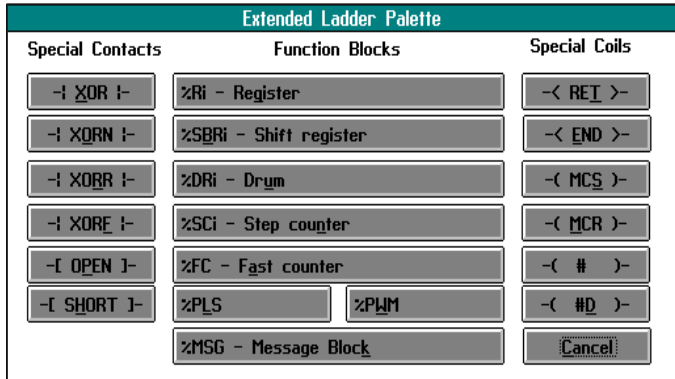 Extended Ladder Palette
Special Contacts Function Blocks Special Coils
-| XOR |- %Ri - Register -< RET >-
-| XORN |- %SBRi - Shift register -< END >-
-| XORR |- %DRi - Drum -( MCS )-
-| XORF |- %SCi - Step counter -( MCR )-
-[ OPEN ]- %FC - Fast counter -( # )-
-[ SHORT ]- %PLS %PWM -( #D )-
%MSG - Message Block Cancel